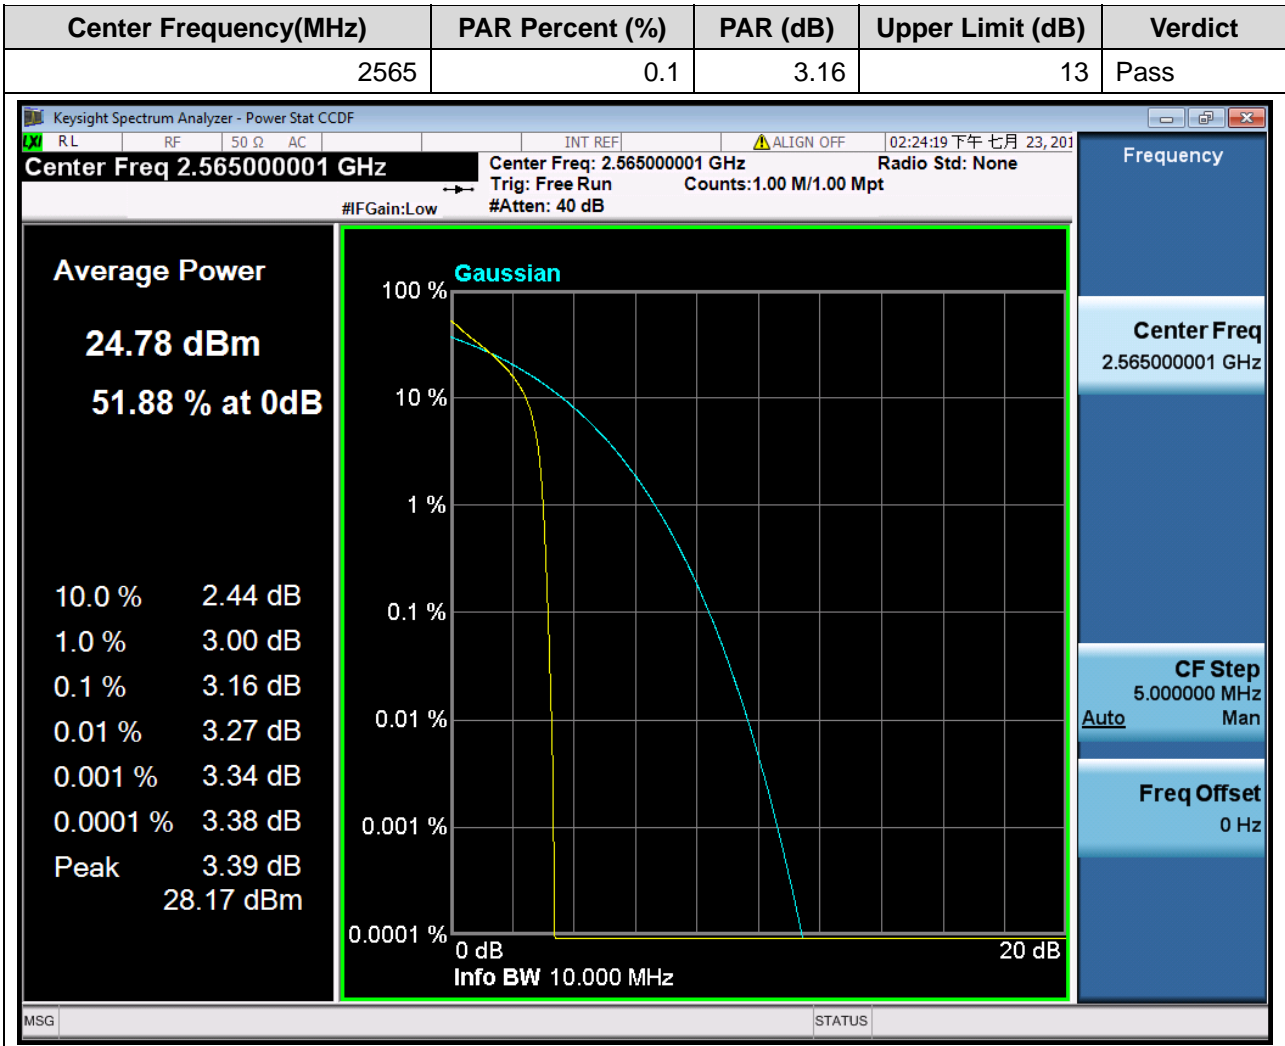 Center Frequency(MHz) PAR Percent (%) PAR (dB) Upper Limit (dB) Verdict
2565 0.1 3.16 13 Pass
Keysight Spectrum Analyzer - Power Stat CCDF
LXI RL RF 50 Ω AC INT REF ALIGN OFF 02:24:19 下午 七月 23, 201
Center Freq 2.565000001 GHz
Center Freq: 2.565000001 GHz Radio Std: None
Trig: Free Run Counts:1.00 M/1.00 Mpt
#IFGain:Low #Atten: 40 dB
Frequency
Average Power
24.78 dBm
51.88 % at 0dB
10.0 % 2.44 dB
1.0 % 3.00 dB
0.1 % 3.16 dB
0.01 % 3.27 dB
0.001 % 3.34 dB
0.0001 % 3.38 dB
Peak 3.39 dB
28.17 dBm
Gaussian
100 %
10 %
1 %
0.1 %
0.01 %
0.001 %
0.0001 %
0 dB 20 dB
Info BW 10.000 MHz
Center Freq
2.565000001 GHz
CF Step
5.000000 MHz
Auto Man
Freq Offset
0 Hz
MSG STATUS